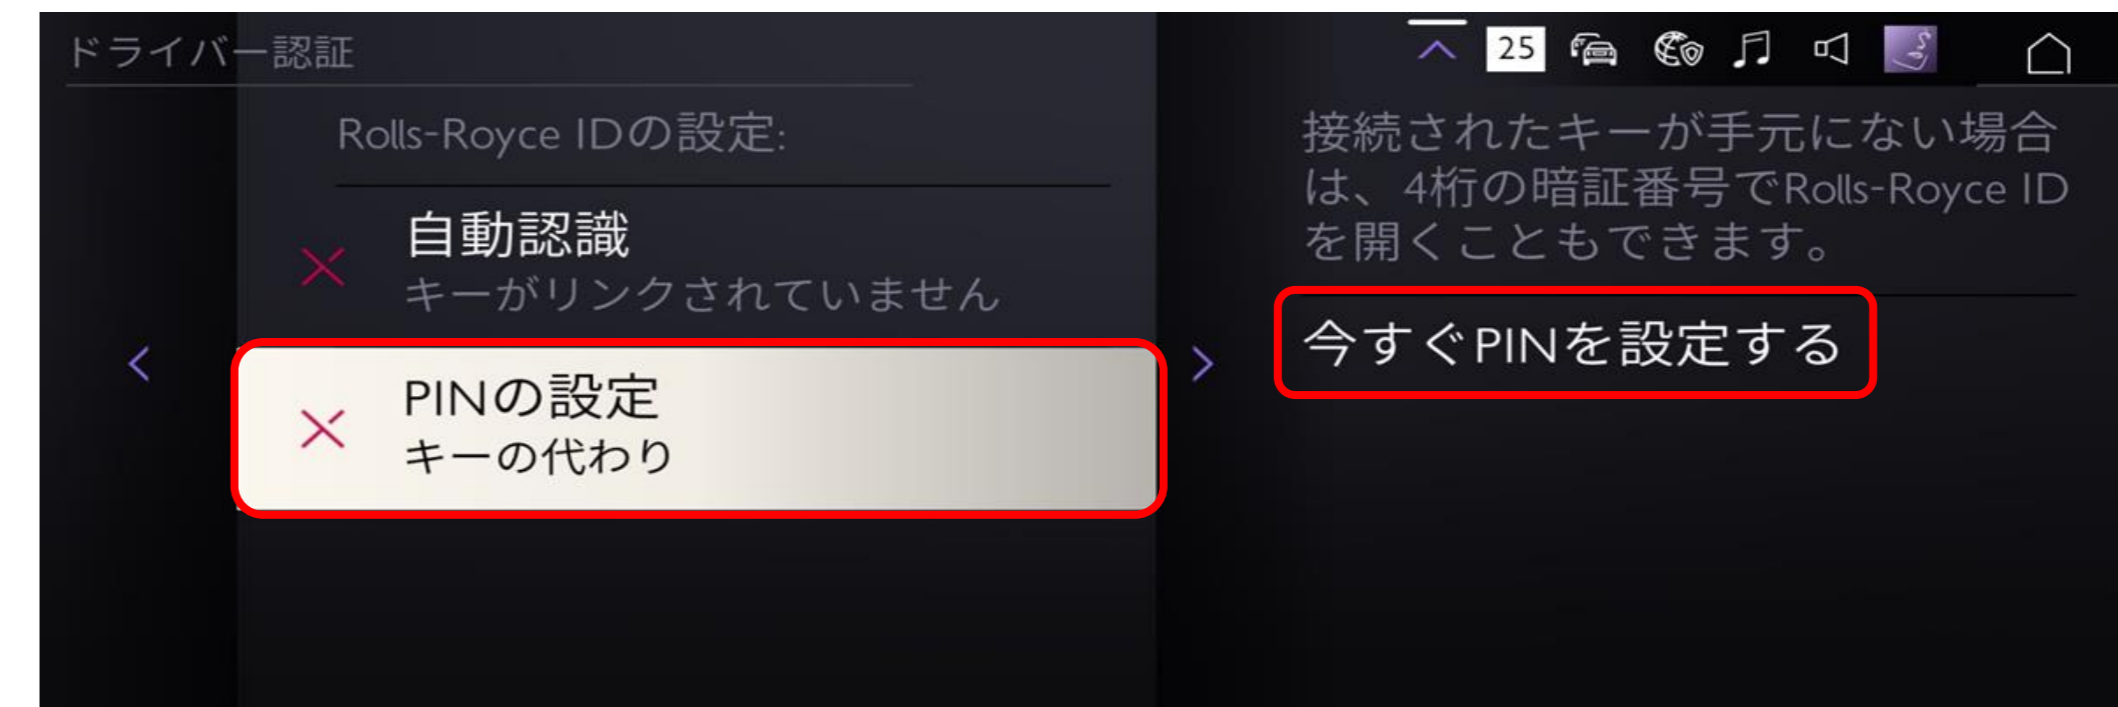 ドライバー認証
25
Rolls-Royce IDの設定:
自動認識
キーがリンクされていません
PINの設定
キーの代わり
接続されたキーが手元にない場合
は、4桁の暗証番号でRolls-Royce ID
を開くこともできます。
今すぐPINを設定する